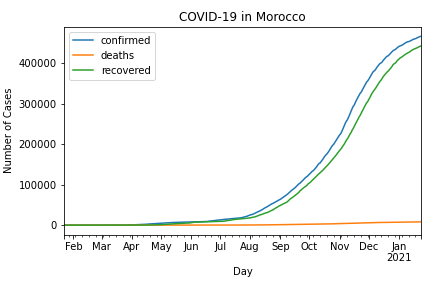 COVID-19 in Morocco
confirmed
deaths
recovered
Number of Cases
400000
300000
200000
100000
0
Feb Mar Apr May Jun Jul Aug Sep Oct Nov Dec Jan
2021
Day